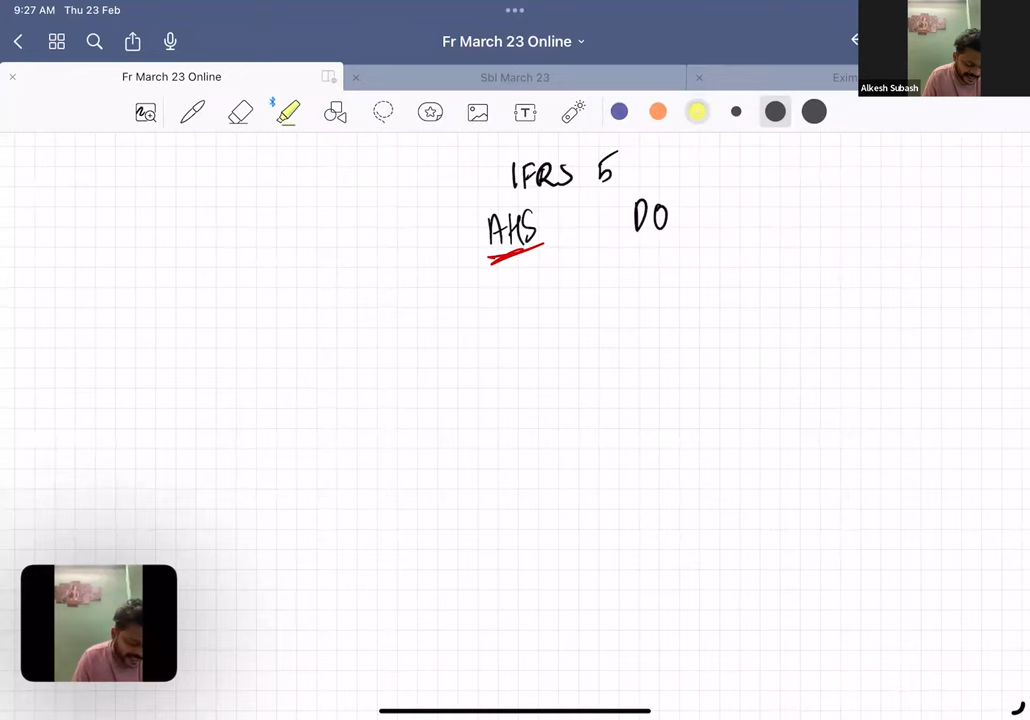 9:27 AM Thu 23 Feb
Fr March 23 Online
Alkesh Subash
Fr March 23 Online Sbl March 23 Exim
T
IFRS 5
AHS DO